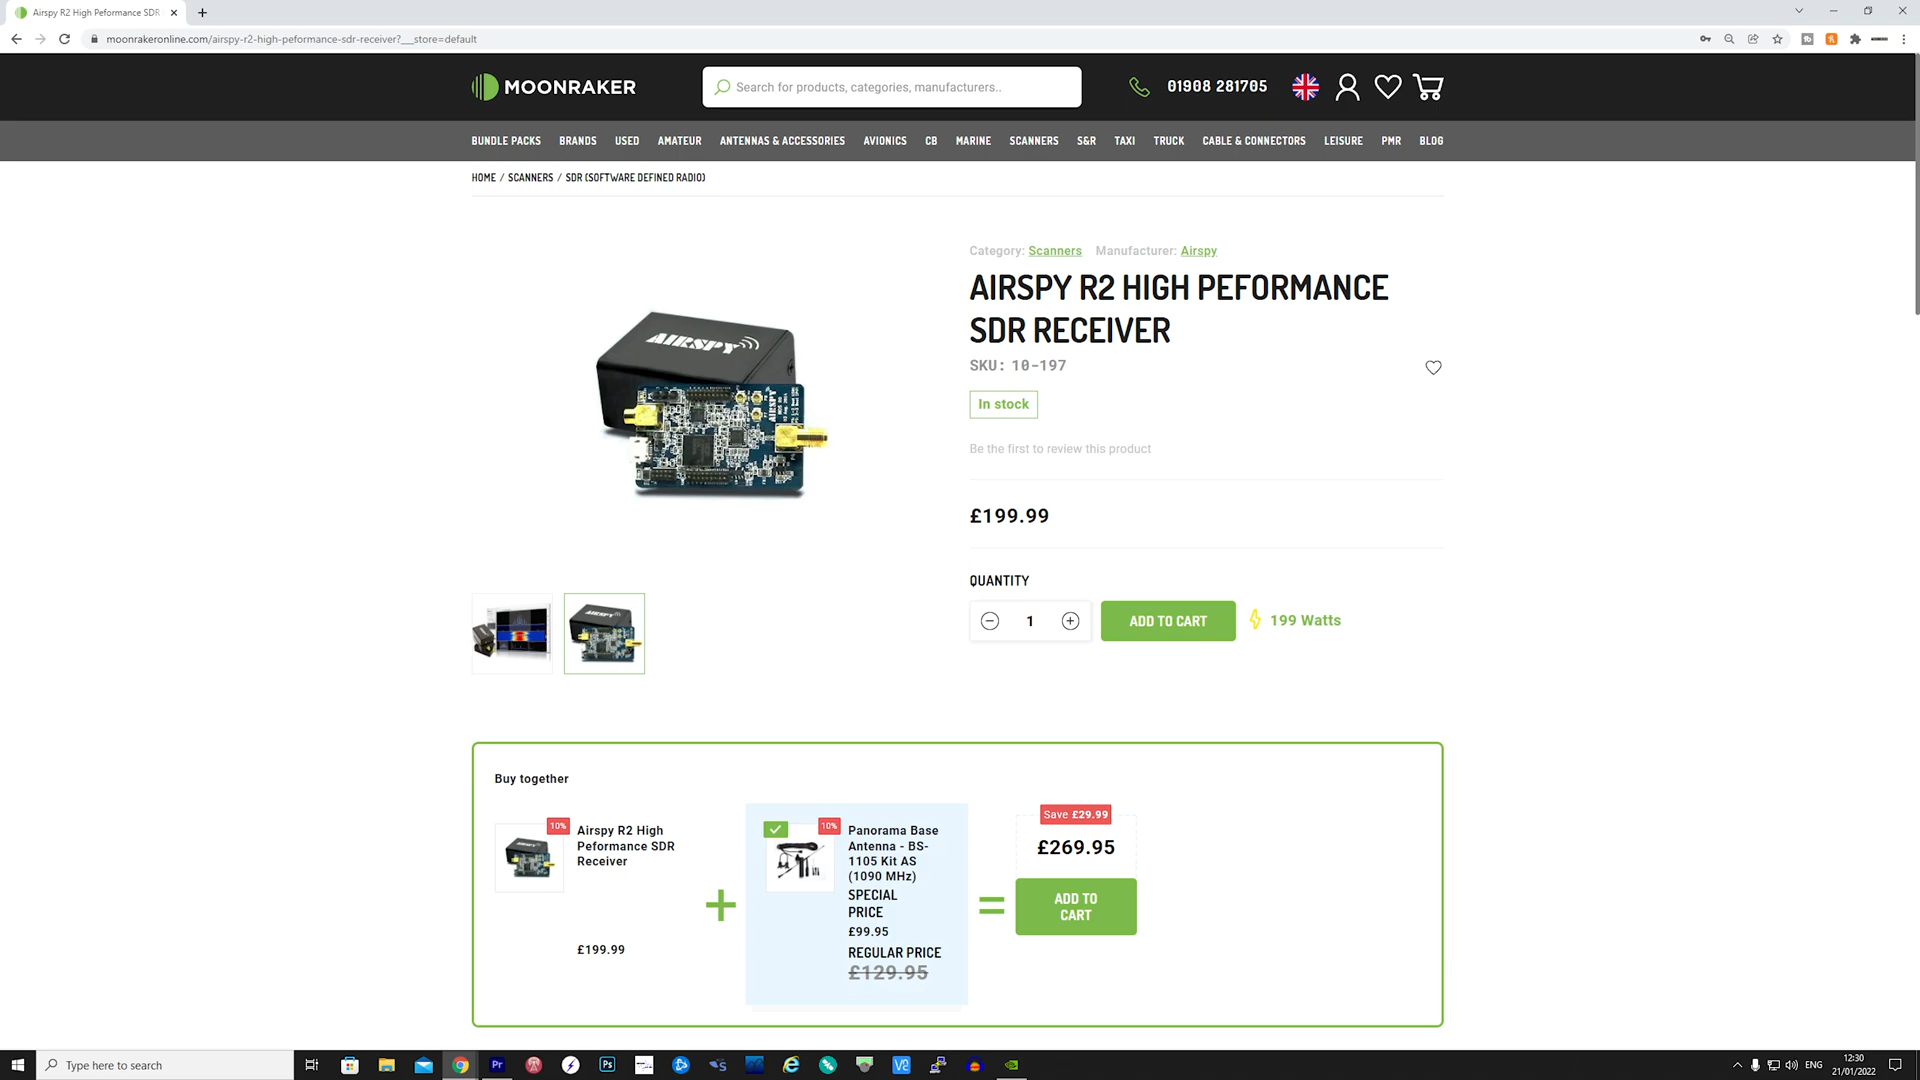 Airspy R2 High Peformance SDR
moonrakeronline.com/airspy-r2-high-peformance-sdr-receiver?___store=default
MOONRAKER
Search for products, categories, manufacturers..
01908 281705
BUNDLE PACKS BRANDS USED AMATEUR ANTENNAS & ACCESSORIES AVIONICS CB MARINE SCANNERS S&R TAXI TRUCK CABLE & CONNECTORS LEISURE PMR BLOG
HOME / SCANNERS / SDR (SOFTWARE DEFINED RADIO)
Category: Scanners Manufacturer: Airspy
AIRSPY R2 HIGH PEFORMANCE
SDR RECEIVER
SKU: 10-197
In stock
Be the first to review this product
£199.99
QUANTITY
1
ADD TO CART
199 Watts
AIRSPY
AIRSPY
AIRSPY
Buy together
10%
Airspy R2 High
Peformance SDR
Receiver
£199.99
+
10%
Panorama Base
Antenna - BS-
1105 Kit AS
(1090 MHz)
SPECIAL
PRICE
£99.95
REGULAR PRICE
£129.95
=
Save £29.99
£269.95
ADD TO
CART
Type here to search
Pr
Ps
V2
ENG
12:30
21/01/2022